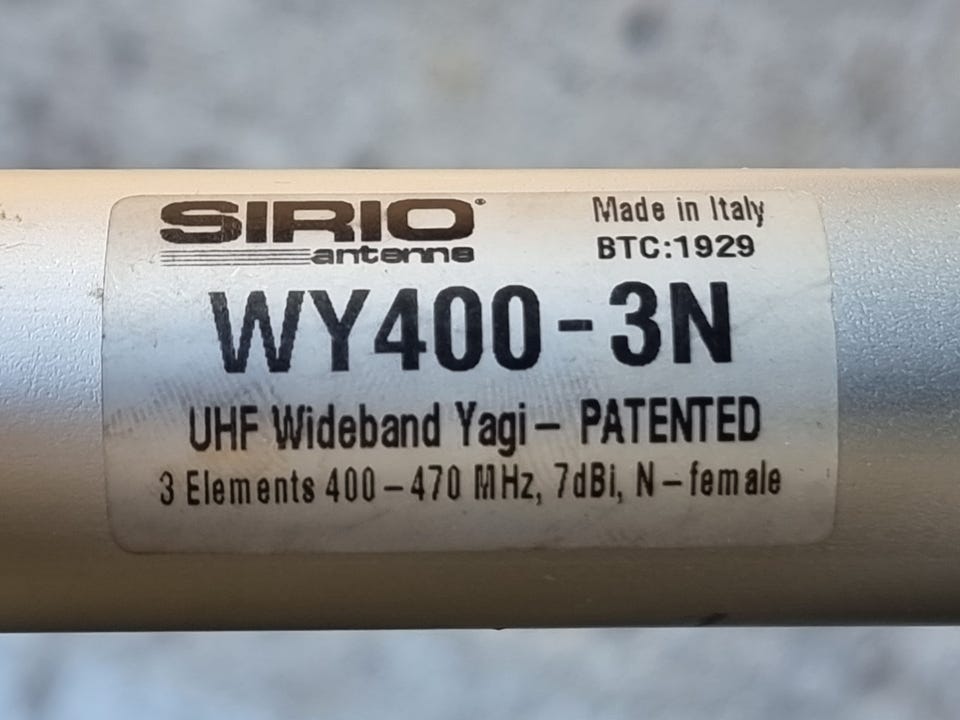 SIRIO
antenne
Made in Italy
BTC:1929
WY400-3N
UHF Wideband Yagi – PATENTED
3 Elements 400 – 470 MHz, 7dBi, N – female